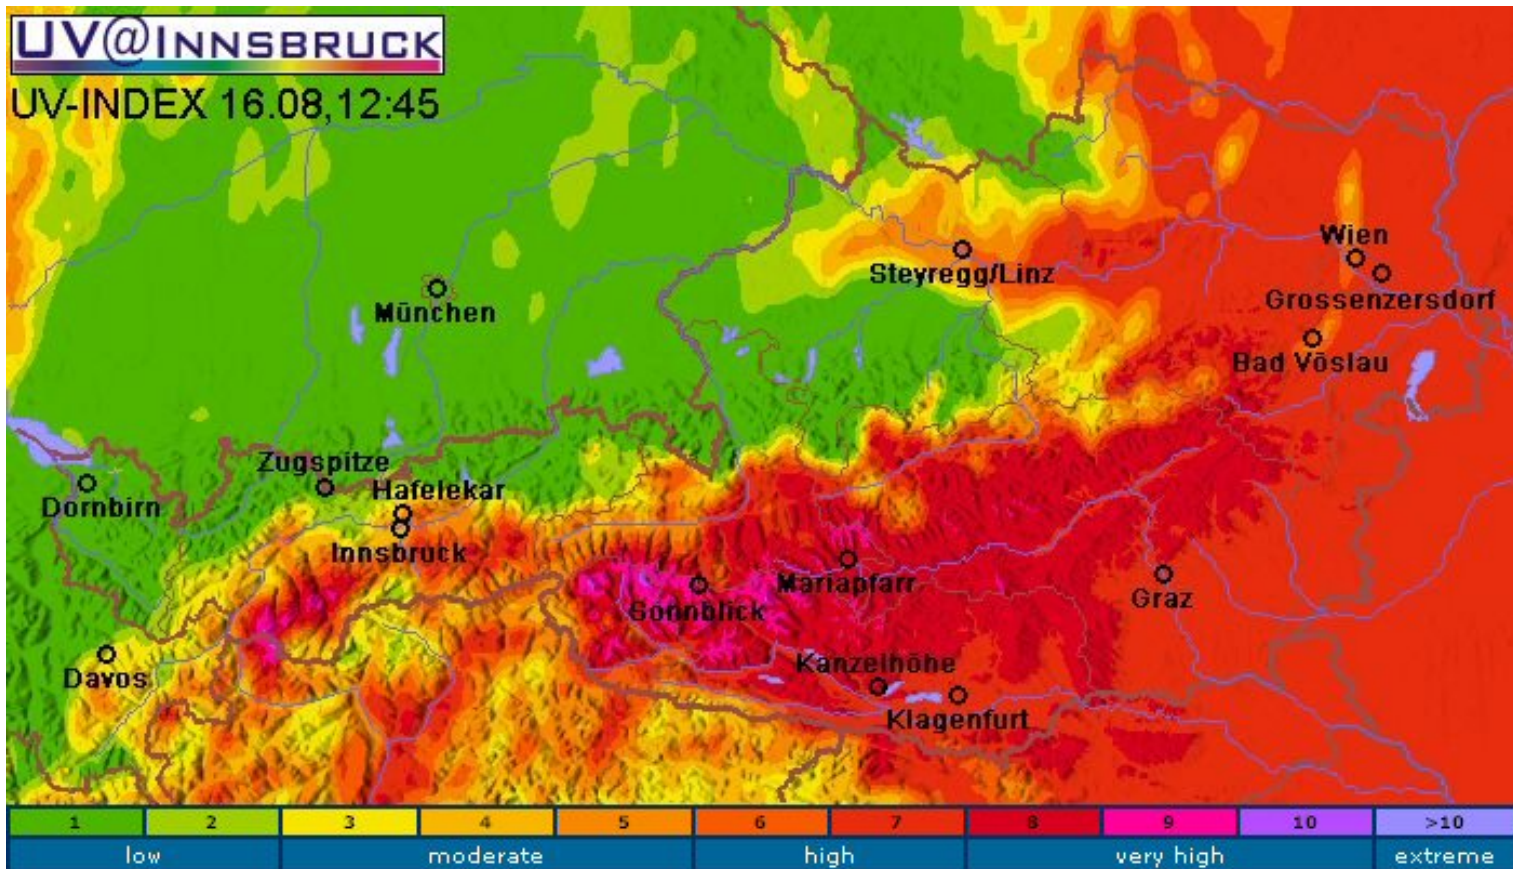 UV@INNSBRUCK
UV-INDEX 16.08,12:45
Wien
Steyregg/Linz
Grossenzersdorf
München
Bad Vöslau
Zugspitze
Hafelekar
Dornbirn
Innsbruck
Mariapfarr
Sonnblick
Graz
Kanzelhöhe
Davos
Klagenfurt
1 2 3 4 5 6 7 8 9 10 >10
low moderate high very high extreme